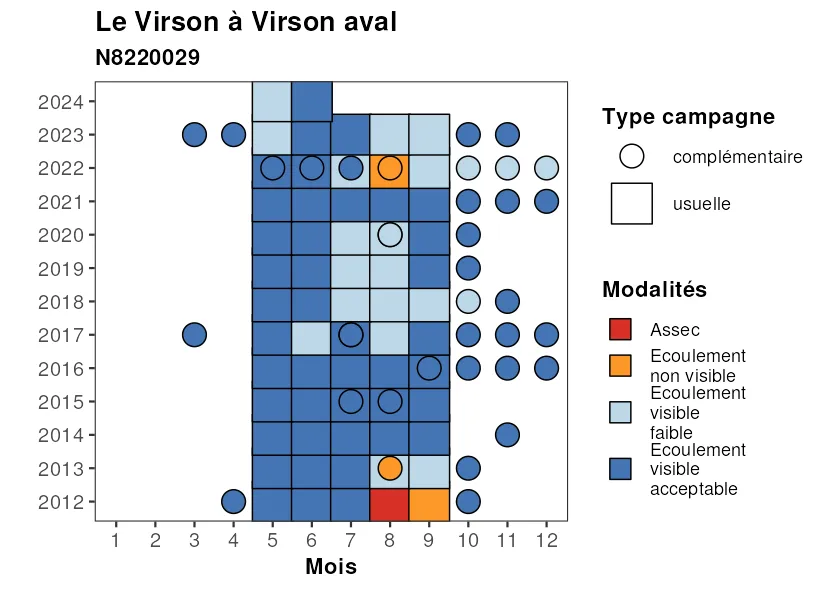 Le Virson à Virson aval
N8220029
2024
2023
2022
2021
2020
2019
2018
2017
2016
2015
2014
2013
2012
1 2 3 4 5 6 7 8 9 10 11 12
Mois
Type campagne
complémentaire
usuelle
Modalités
Assec
Ecoulement
non visible
Ecoulement
visible
faible
Ecoulement
visible
acceptable